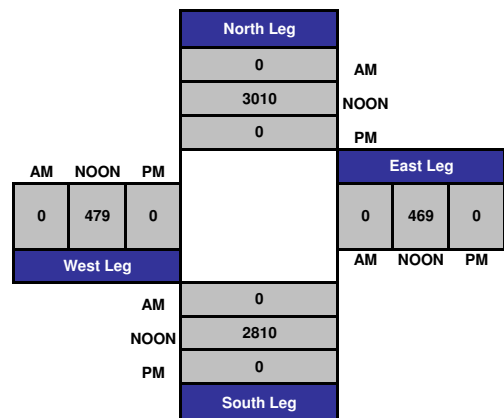 North Leg
0 AM
3010 NOON
0 PM
AM NOON PM
East Leg
0 479 0
0 469 0
West Leg
AM NOON PM
AM 0
NOON 2810
PM 0
South Leg